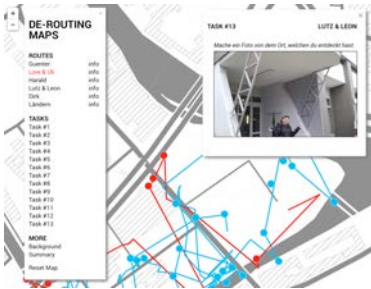 +
−
DE-ROUTING
MAPS
ROUTES
Guenter info
Love & Uli info
Harald info
Lutz & Leon info
Dirk info
Ländern info
TASKS
Task #1
Task #2
Task #3
Task #4
Task #5
Task #6
Task #7
Task #8
Task #9
Task #10
Task #11
Task #12
Task #13
MORE
Background
Summary
Reset Map
TASK #13 LUTZ & LEON
Mache ein Foto von dem Ort, welchen du entdeckt hast.